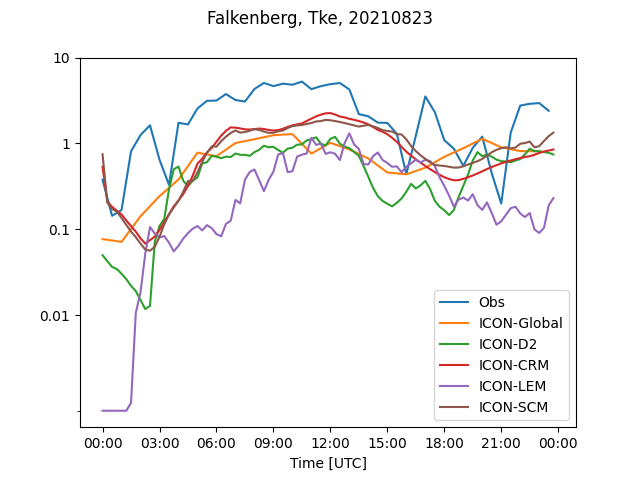 Falkenberg, Tke, 20210823
10
1
0.1
0.01
Obs
ICON-Global
ICON-D2
ICON-CRM
ICON-LEM
ICON-SCM
00:00 03:00 06:00 09:00 12:00 15:00 18:00 21:00 00:00
Time [UTC]